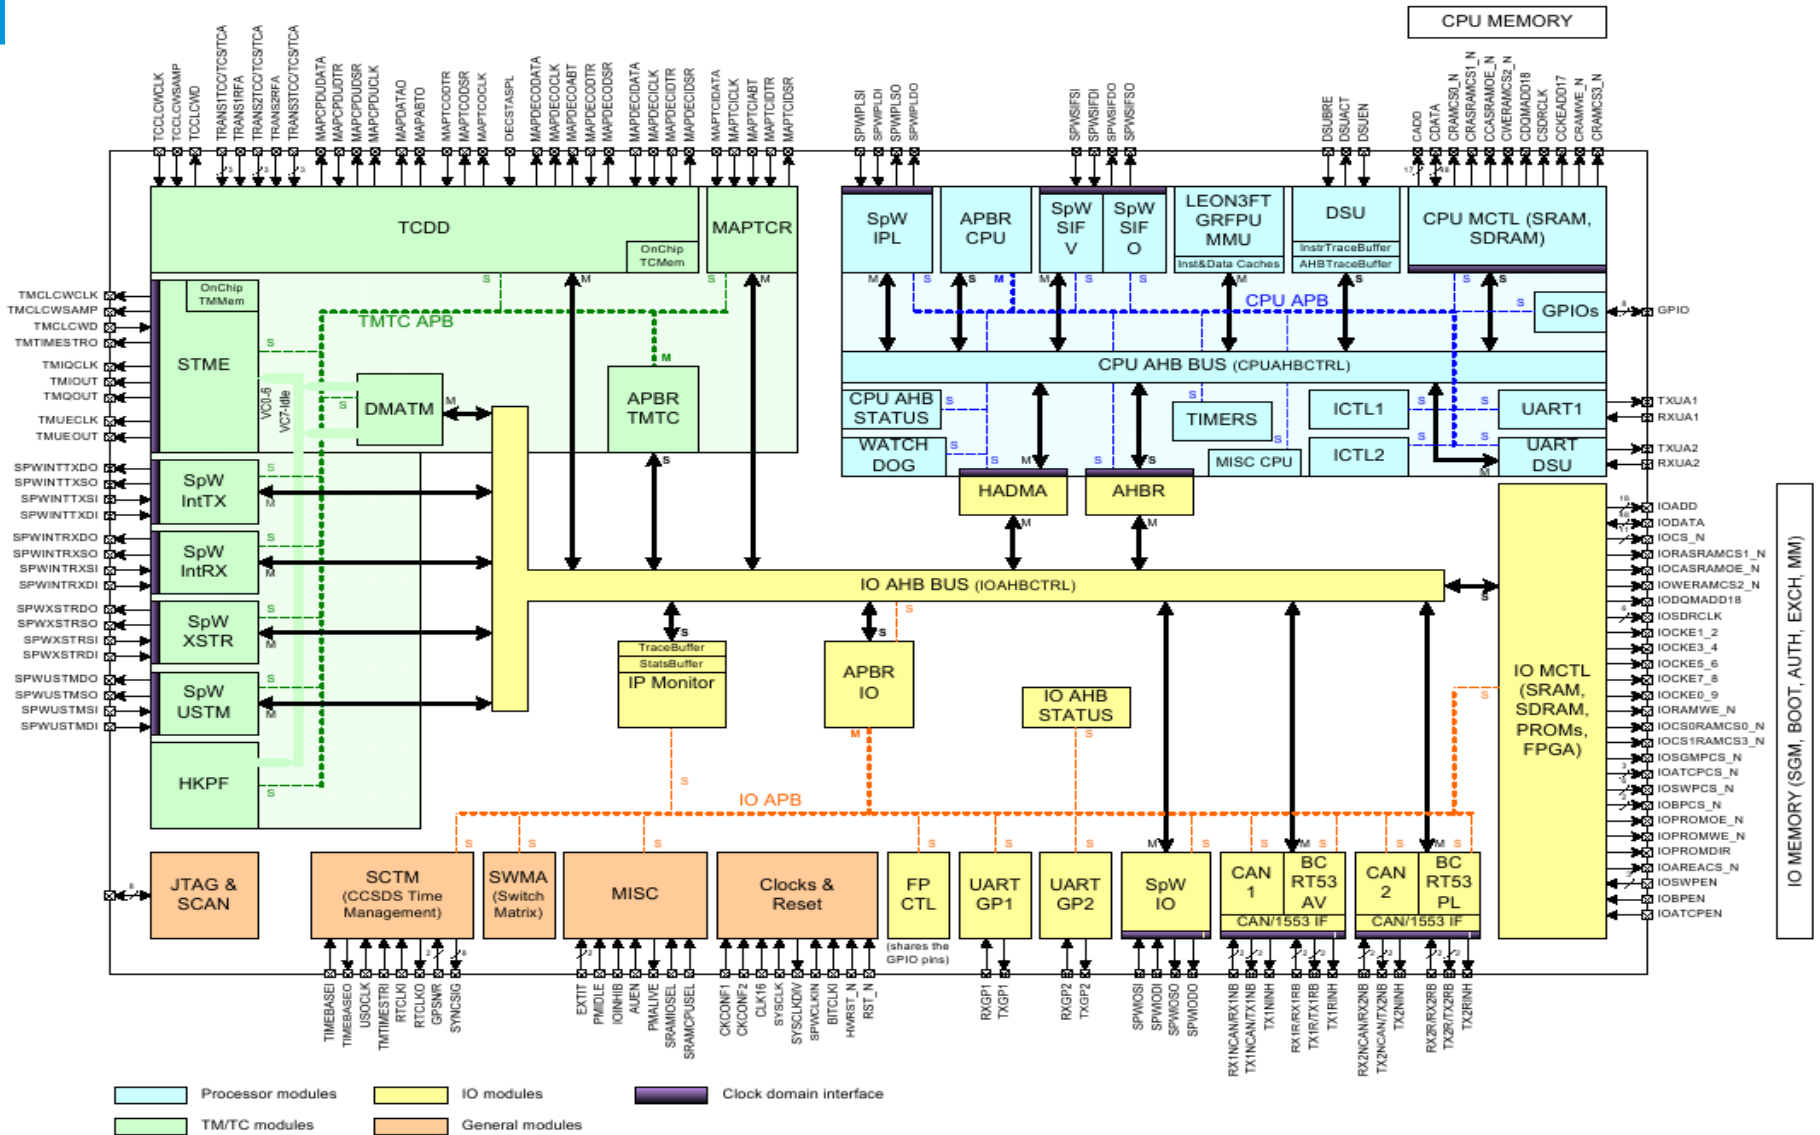 CPU MEMORY
TCCLCWCLK
TCCLCWSAMP
TCCLCWD
TRANS1TCC/TCS/TCA
TRANS1RFA
TRANS2TCC/TCS/TCA
TRANS2RFA
TRANS3TCC/TCS/TCA
MAPCPDUDATA
MAPCPDUDTR
MAPCPDUDSR
MAPCPDUCLK
MAPDATAO
MAPABTO
MAPTCODTR
MAPTCODSR
MAPTCOCLK
DECSTASPL
MAPDECODATA
MAPDECOCLK
MAPDECOABT
MAPDECODTR
MAPDECODSR
MAPDECIDATA
MAPDECICLK
MAPDECIDTR
MAPDECIDSR
MAPTCIDATA
MAPTCICLK
MAPTCIABT
MAPTCIDTR
MAPTCIDSR
SPWIPLSI
SPWIPLDI
SPWIPLSO
SPWIPLDO
SPWSIFSI
SPWSIFDI
SPWSIFDO
SPWSIFSO
DSUBRE
DSUACT
DSUEN
CADD
CDATA
CRAMCS0_N
CRASRAMCS1_N
CCASRAMOE_N
CWERAMCS2_N
CDQMADD18
CSDRCLK
CCKEADD17
CRAMWE_N
CRAMCS3_N
TCDD
OnChip
TCMem
MAPTCR
SpW
IPL
APBR
CPU
SpW
SIF
V
SpW
SIF
O
LEON3FT
GRFPU
MMU
Inst&Data Caches
DSU
InstrTraceBuffer
AHBTraceBuffer
CPU MCTL (SRAM,
SDRAM)
TMCLCWCLK
TMCLCWSAMP
TMCLCWD
TMTIMESTRO
TMIQCLK
TMIOUT
TMQOUT
TMUECLK
TMUEOUT
OnChip
TMMem
STME
TMTC APB
VC0-6
VC7-Idle
DMATM
APBR
TMTC
CPU APB
GPIOs
GPIO
CPU AHB BUS (CPUAHBCTRL)
CPU AHB
STATUS
WATCH
DOG
TIMERS
MISC CPU
ICTL1
ICTL2
UART1
UART
DSU
TXUA1
RXUA1
TXUA2
RXUA2
HADMA
AHBR
SPWINTTXDO
SPWINTTXSO
SPWINTTXSI
SPWINTTXDI
SpW
IntTX
SPWINTRXDO
SPWINTRXSO
SPWINTRXSI
SPWINTRXDI
SpW
IntRX
SPWXSTRDO
SPWXSTRSO
SPWXSTRSI
SPWXSTRDI
SpW
XSTR
SPWUSTMDO
SPWUSTMSO
SPWUSTMSI
SPWUSTMDI
SpW
USTM
HKPF
IO AHB BUS (IOAHBCTRL)
TraceBuffer
StatsBuffer
IP Monitor
APBR
IO
IO AHB
STATUS
IO APB
IO MCTL
(SRAM,
SDRAM,
PROMs,
FPGA)
IOADD
IODATA
IOCS_N
IORASRAMCS1_N
IOCASRAMOE_N
IOWERAMCS2_N
IODQMADD18
IOSDRCLK
IOCKE1_2
IOCKE3_4
IOCKE5_6
IOCKE7_8
IOCKE0_9
IORAMWE_N
IOCS0RAMCS0_N
IOCS1RAMCS3_N
IOSGMPCS_N
IOATCPCS_N
IOSWPCS_N
IOBPCS_N
IOPROMOE_N
IOPROMWE_N
IOPROMDIR
IOAREACS_N
IOSWPEN
IOBPEN
IOATCPEN
IO MEMORY (SGM, BOOT, AUTH, EXCH, MM)
JTAG &
SCAN
SCTM
(CCSDS Time
Management)
SWMA
(Switch
Matrix)
MISC
Clocks &
Reset
FP
CTL
(shares the
GPIO pins)
UART
GP1
UART
GP2
SpW
IO
CAN
1
BC
RT53
AV
CAN/1553 IF
CAN
2
BC
RT53
PL
CAN/1553 IF
TIMEBASEI
TIMEBASEO
USOCLK
TMTIMESTRI
RTCLKI
RTCLKO
GPSNR
SYNCSIG
EXTIT
PMIDLE
IOINHIB
AUEN
PMALIVE
SRAMIOSEL
SRAMCPUSEL
CKCONF1
CKCONF2
CLK16
SYSCLK
SYSCLKDIV
SPWCLKIN
BITCLKI
HWRST_N
RST_N
RXGP1
TXGP1
RXGP2
TXGP2
SPWIOSI
SPWIODI
SPWIOSO
SPWIODO
RX1NCAN/RX1NB
TX1NCAN/TX1NB
TX1NINH
RX1R/RX1RB
TX1R/TX1RB
TX1RINH
RX2NCAN/RX2NB
TX2NCAN/TX2NB
TX2NINH
RX2R/RX2RB
TX2R/TX2RB
TX2RINH
Processor modules
IO modules
Clock domain interface
TM/TC modules
General modules